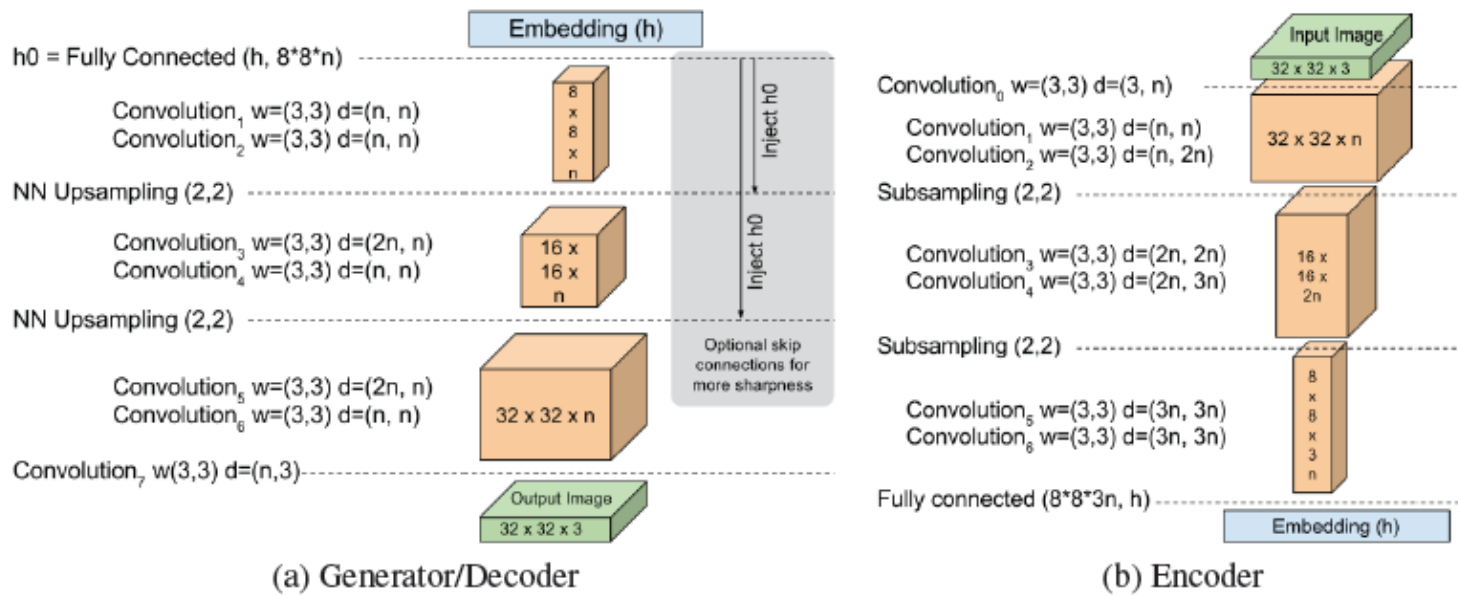 Embedding (h)
h0 = Fully Connected (h, 8*8*n)
Convolution₁ w=(3,3) d=(n, n)
Convolution₂ w=(3,3) d=(n, n)
8
x
8
x
n
Inject h0
NN Upsampling (2,2)
Convolution₃ w=(3,3) d=(2n, n)
Convolution₄ w=(3,3) d=(n, n)
16 x
16 x
n
Inject h0
NN Upsampling (2,2)
Optional skip
connections for
more sharpness
Convolution₅ w=(3,3) d=(2n, n)
Convolution₆ w=(3,3) d=(n, n)
32 x 32 x n
Convolution₇ w(3,3) d=(n,3)
Output Image
32 x 32 x 3
(a) Generator/Decoder
Input Image
32 x 32 x 3
Convolution₀ w=(3,3) d=(3, n)
Convolution₁ w=(3,3) d=(n, n)
Convolution₂ w=(3,3) d=(n, 2n)
32 x 32 x n
Subsampling (2,2)
Convolution₃ w=(3,3) d=(2n, 2n)
Convolution₄ w=(3,3) d=(2n, 3n)
16 x
16 x
2n
Subsampling (2,2)
Convolution₅ w=(3,3) d=(3n, 3n)
Convolution₆ w=(3,3) d=(3n, 3n)
8
x
8
x
3
n
Fully connected (8*8*3n, h)
Embedding (h)
(b) Encoder